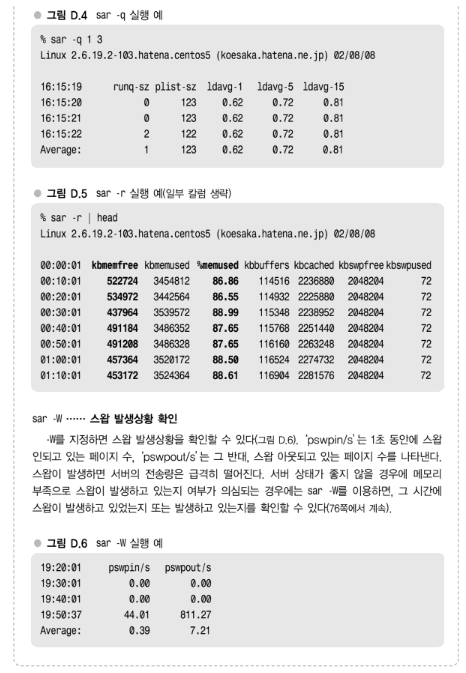 ● 그림 D.4 sar -q 실행 예
% sar -q 1 3
Linux 2.6.19.2-103.hatena.centos5 (koesaka.hatena.ne.jp) 02/08/08
16:15:19 runq-sz plist-sz ldavg-1 ldavg-5 ldavg-15
16:15:20 0 123 0.62 0.72 0.81
16:15:21 0 123 0.62 0.72 0.81
16:15:22 2 122 0.62 0.72 0.81
Average: 1 123 0.62 0.72 0.81
● 그림 D.5 sar -r 실행 예(일부 칼럼 생략)
% sar -r | head
Linux 2.6.19.2-103.hatena.centos5 (koesaka.hatena.ne.jp) 02/08/08
00:00:01 kbmemfree kbmemused %memused kbbuffers kbcached kbswpfree kbswpused
00:10:01 522724 3454812 86.86 114516 2236880 2048204 72
00:20:01 534972 3442564 86.55 114932 2225880 2048204 72
00:30:01 437964 3539572 88.99 115348 2238952 2048204 72
00:40:01 491184 3486352 87.65 115768 2251440 2048204 72
00:50:01 491208 3486328 87.65 116160 2263248 2048204 72
01:00:01 457364 3520172 88.50 116524 2274732 2048204 72
01:10:01 453172 3524364 88.61 116904 2281576 2048204 72
sar -W …… 스왑 발생상황 확인
-W를 지정하면 스왑 발생상황을 확인할 수 있다(그림 D.6). 'pswpin/s'는 1초 동안에 스왑
인되고 있는 페이지 수, 'pswpout/s'는 그 반대, 스왑 아웃되고 있는 페이지 수를 나타낸다.
스왑이 발생하면 서버의 전송량은 급격히 떨어진다. 서버 상태가 좋지 않을 경우에 메모리
부족으로 스왑이 발생하고 있는지 여부가 의심되는 경우에는 sar -W를 이용하면, 그 시간에
스왑이 발생하고 있었는지 또는 발생하고 있는지를 확인할 수 있다(76쪽에서 계속).
● 그림 D.6 sar -W 실행 예
19:20:01 pswpin/s pswpout/s
19:30:01 0.00 0.00
19:40:01 0.00 0.00
19:50:37 44.01 811.27
Average: 0.39 7.21